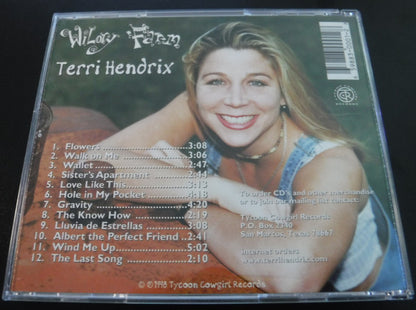 Wilory Farm
Terri Hendrix
1. Flowers..................3:08
2. Walk on Me...............3:06
3. Wallet...................2:47
4. Sister's Apartment.......2:44
5. Love Like This...........3:13
6. Hole in My Pocket........4:18
7. Gravity..................4:20
8. The Know How.............2:19
9. Lluvia de Estrellas......3:13
10. Albert the Perfect Friend...2:41
11. Wind Me Up..............5:02
12. The Last Song...........2:10
To order CD's and other merchandise
or to join our mailing list contact:
Tycoon Cowgirl Records
P.O. Box 2340
San Marcos, Texas 78667
Internet orders
www.terrihendrix.com
© ℗ 1998 Tycoon Cowgirl Records